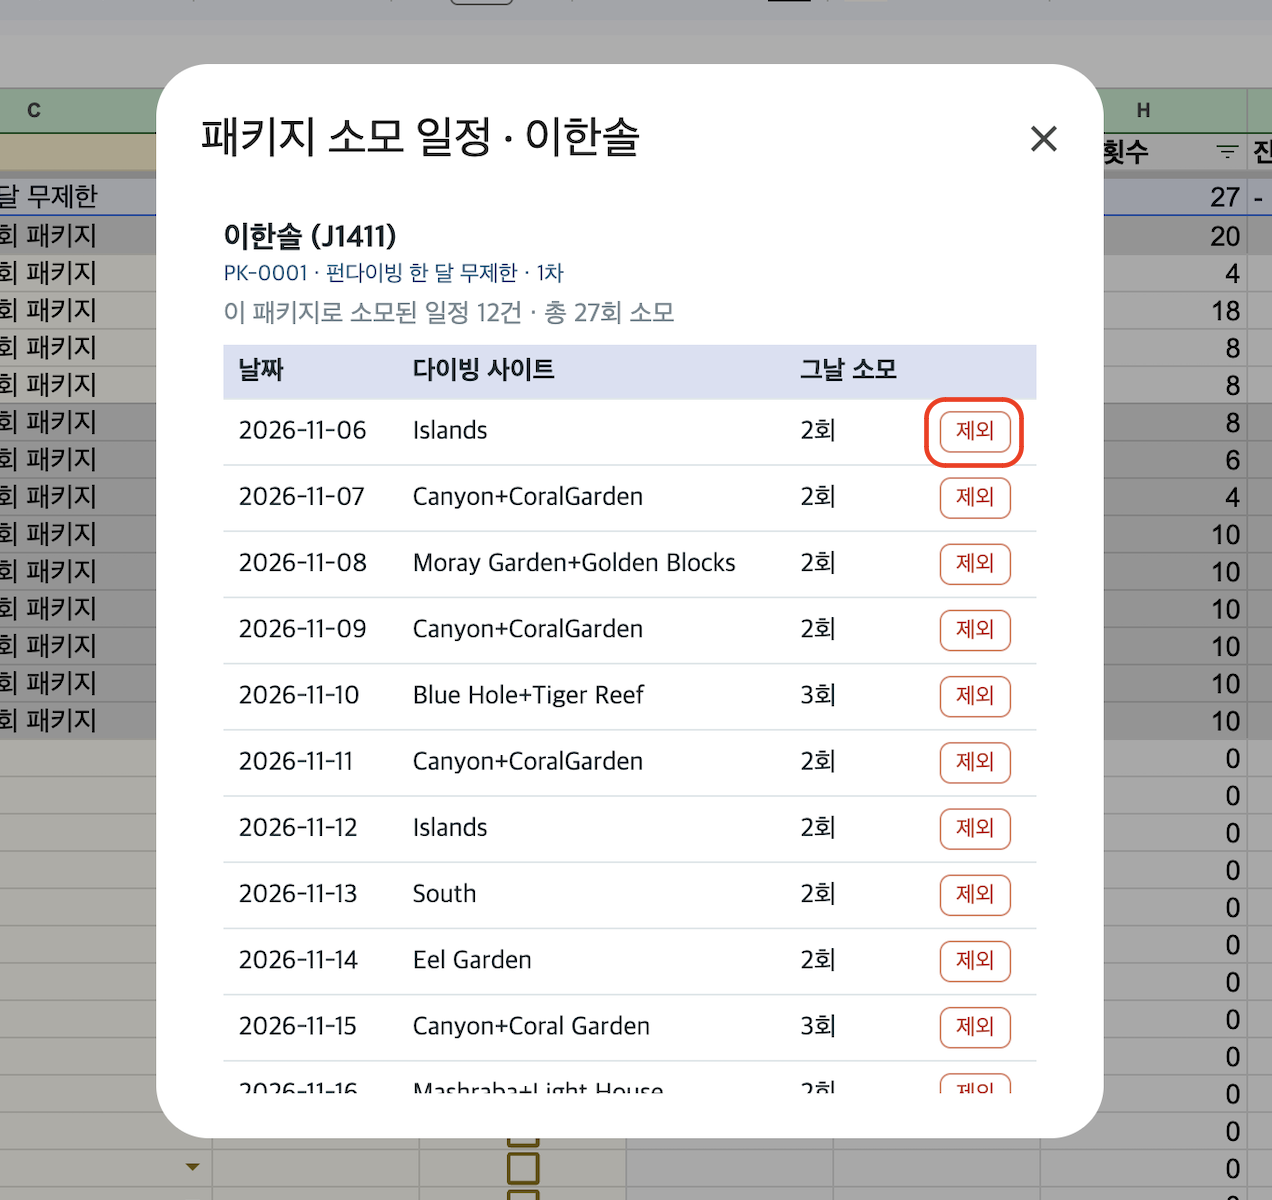 C
H
패키지 소모 일정 · 이한솔
횟수
달 무제한
27
-
회 패키지
20
회 패키지
4
회 패키지
18
회 패키지
8
회 패키지
8
회 패키지
8
회 패키지
6
회 패키지
4
회 패키지
10
회 패키지
10
회 패키지
10
회 패키지
10
회 패키지
10
회 패키지
10
0
0
0
0
0
0
0
0
0
0
0
0
이한솔 (J1411)
PK-0001 · 펀다이빙 한 달 무제한 · 1차
이 패키지로 소모된 일정 12건 · 총 27회 소모
날짜 다이빙 사이트 그날 소모
2026-11-06 Islands 2회 제외
2026-11-07 Canyon+CoralGarden 2회 제외
2026-11-08 Moray Garden+Golden Blocks 2회 제외
2026-11-09 Canyon+CoralGarden 2회 제외
2026-11-10 Blue Hole+Tiger Reef 3회 제외
2026-11-11 Canyon+CoralGarden 2회 제외
2026-11-12 Islands 2회 제외
2026-11-13 South 2회 제외
2026-11-14 Eel Garden 2회 제외
2026-11-15 Canyon+Coral Garden 3회 제외
2026-11-16 Mashraba+Light House 2회 제외